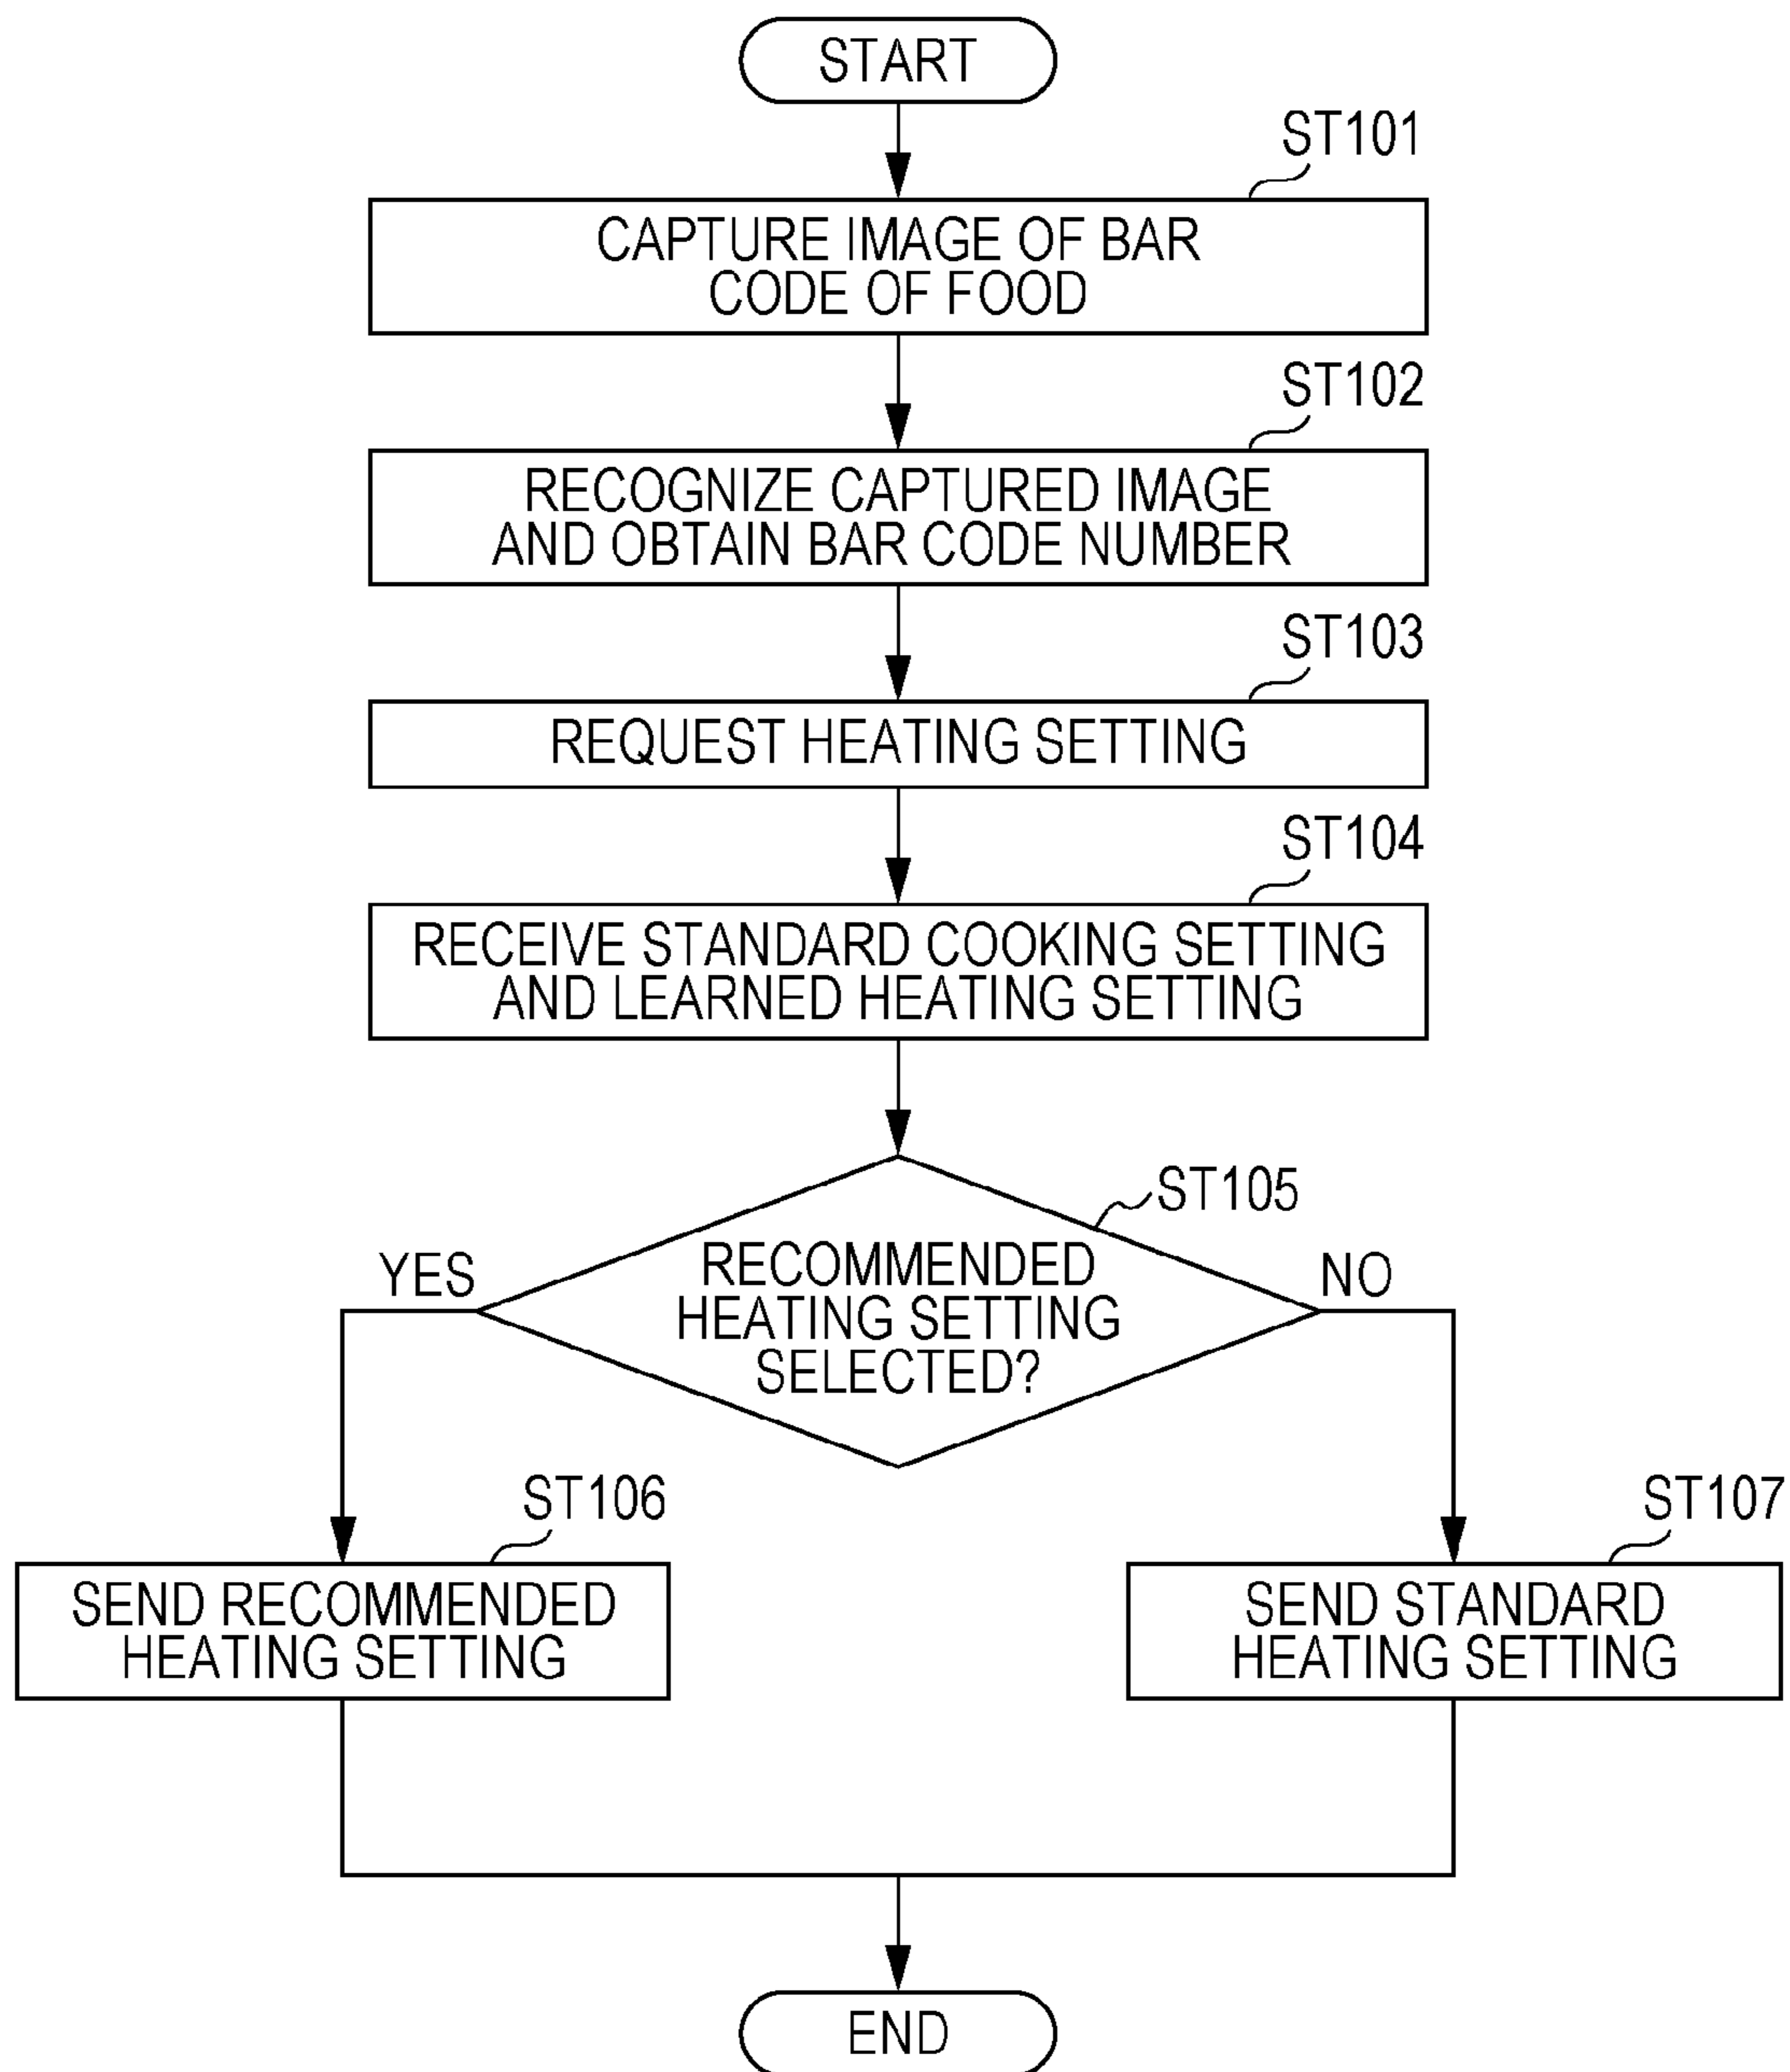 START
ST101
CAPTURE IMAGE OF BAR
CODE OF FOOD
ST102
RECOGNIZE CAPTURED IMAGE
AND OBTAIN BAR CODE NUMBER
ST103
REQUEST HEATING SETTING
ST104
RECEIVE STANDARD COOKING SETTING
AND LEARNED HEATING SETTING
ST105
YES
RECOMMENDED
HEATING SETTING
SELECTED?
NO
ST106
SEND RECOMMENDED
HEATING SETTING
ST107
SEND STANDARD
HEATING SETTING
END